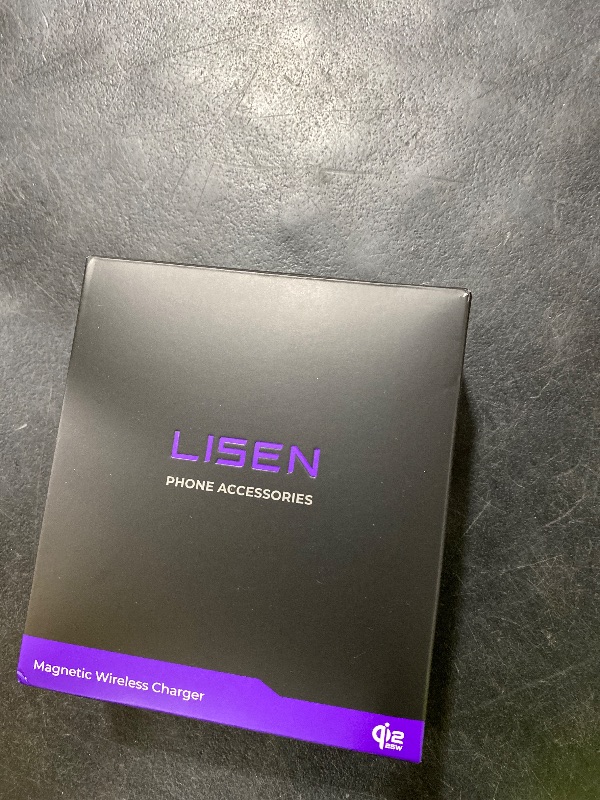 LISEN
PHONE ACCESSORIES
Magnetic Wireless Charger
qi2
25W